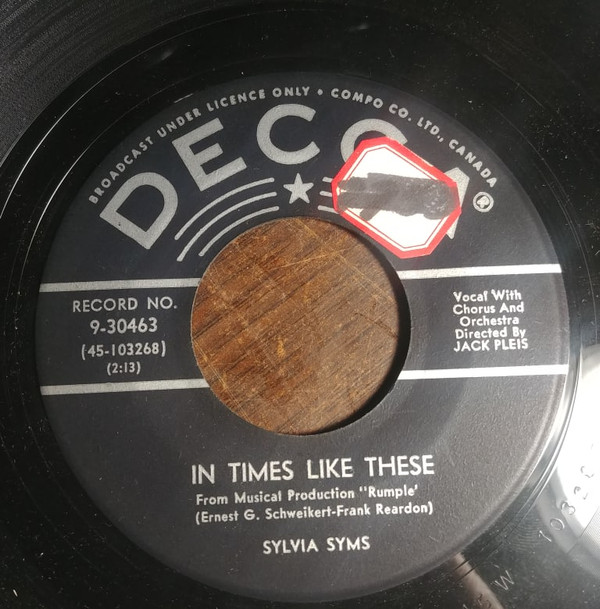 BROADCAST UNDER LICENCE ONLY • COMPO CO. LTD., CANADA
DECCA®
RECORD NO.
9-30463
(45-103268)
(2:13)
Vocal With
Chorus And
Orchestra
Directed By
JACK PLEIS
IN TIMES LIKE THESE
From Musical Production "Rumple'
(Ernest G. Schweikert-Frank Reardon)
SYLVIA SYMS